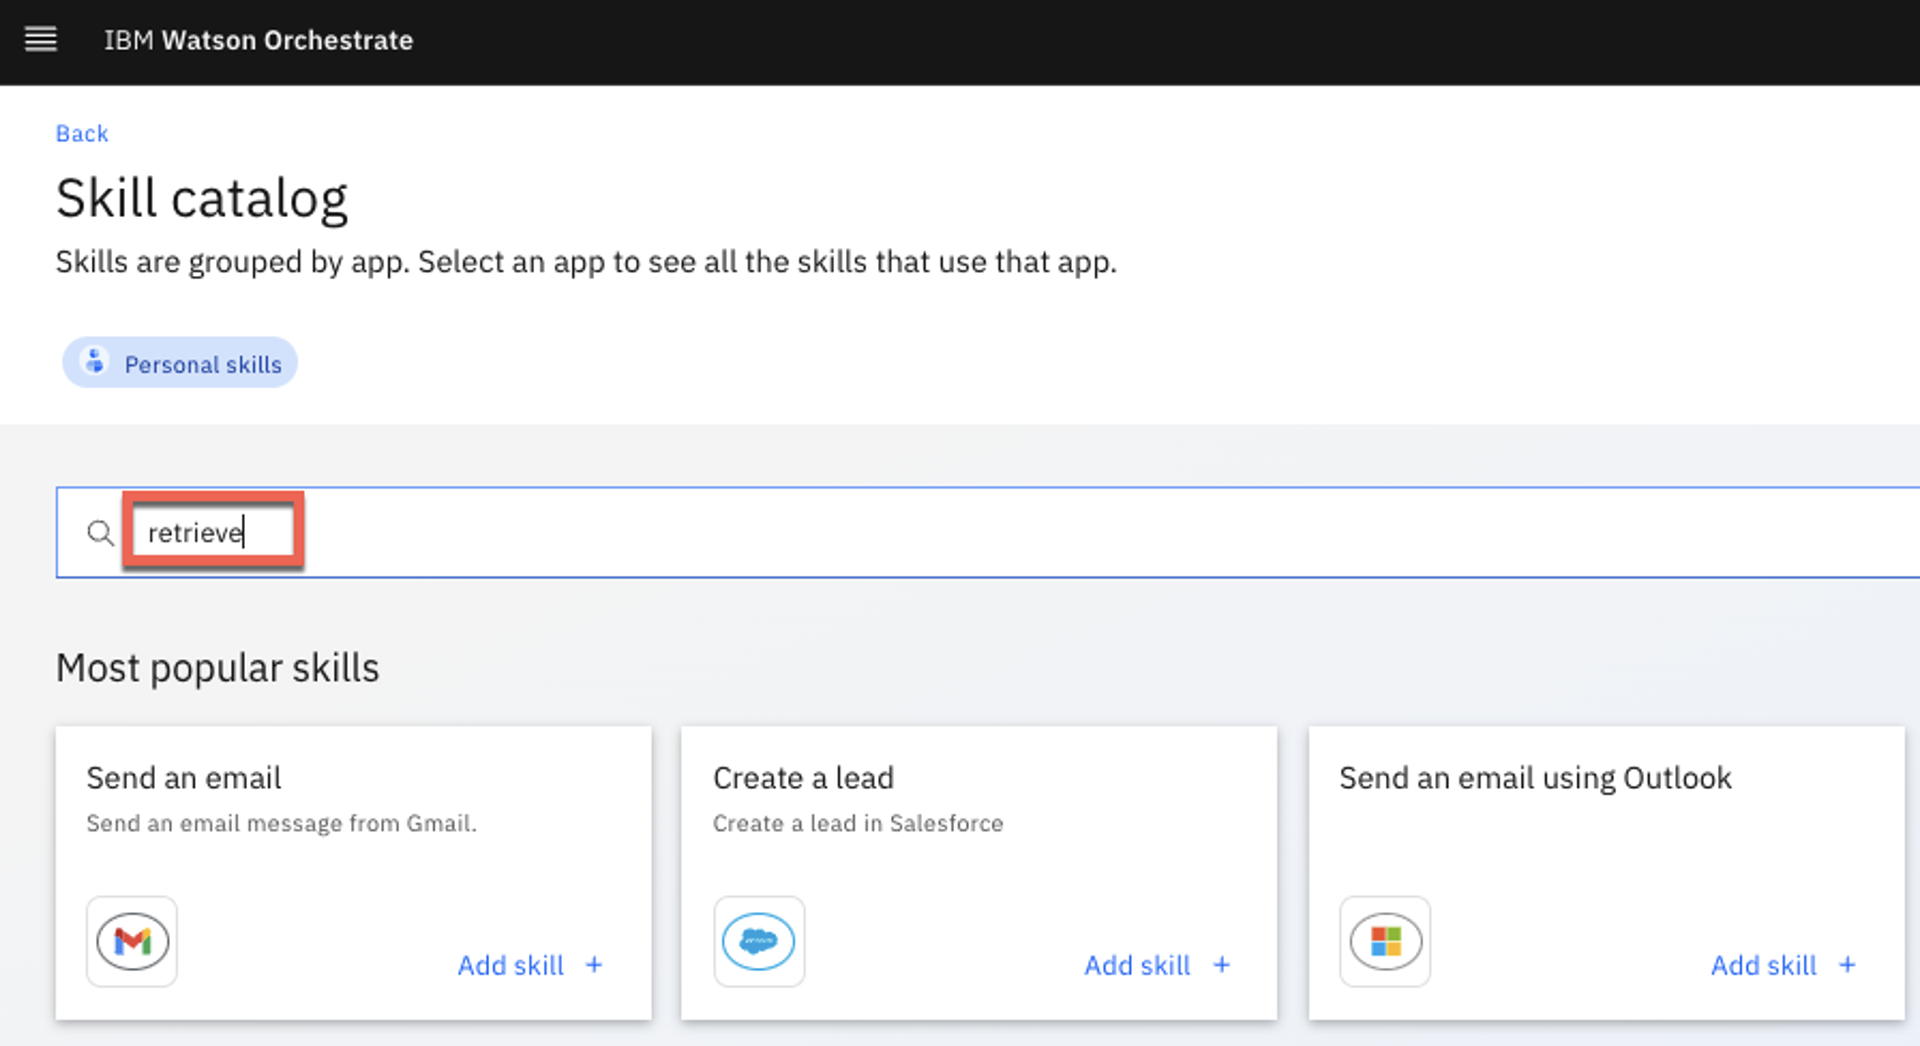 IBM Watson Orchestrate
Back
Skill catalog
Skills are grouped by app. Select an app to see all the skills that use that app.
Personal skills
retrieve
Most popular skills
Send an email
Send an email message from Gmail.
Add skill +
Create a lead
Create a lead in Salesforce
Add skill +
Send an email using Outlook
Add skill +